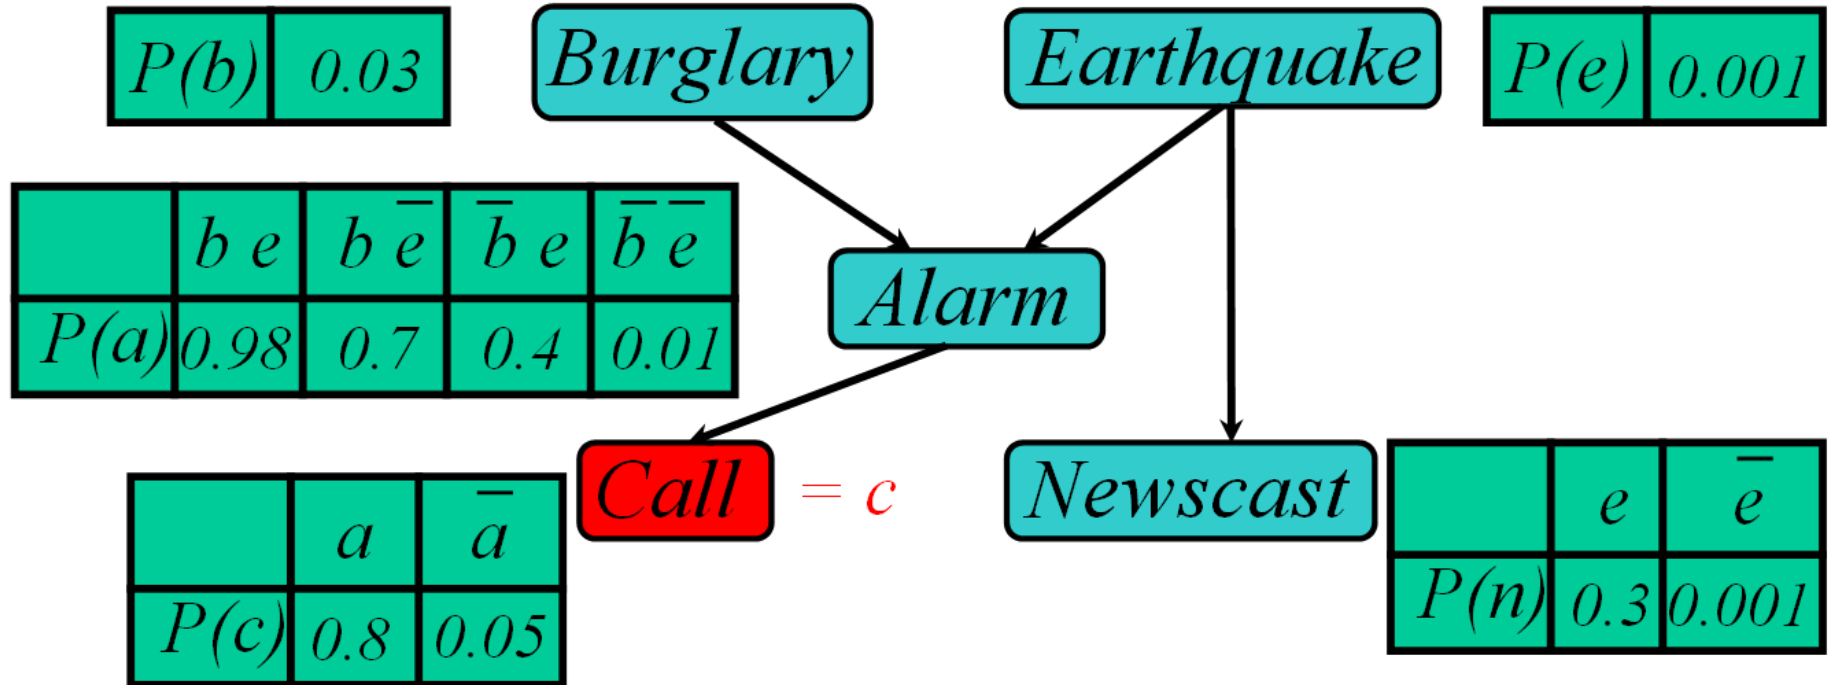 P(b) 0.03
Burglary
Earthquake
P(e) 0.001
b e b e̅ b̅ e b̅ e̅
P(a) 0.98 0.7 0.4 0.01
Alarm
Call = c
Newscast
a a̅
P(c) 0.8 0.05
e e̅
P(n) 0.3 0.001